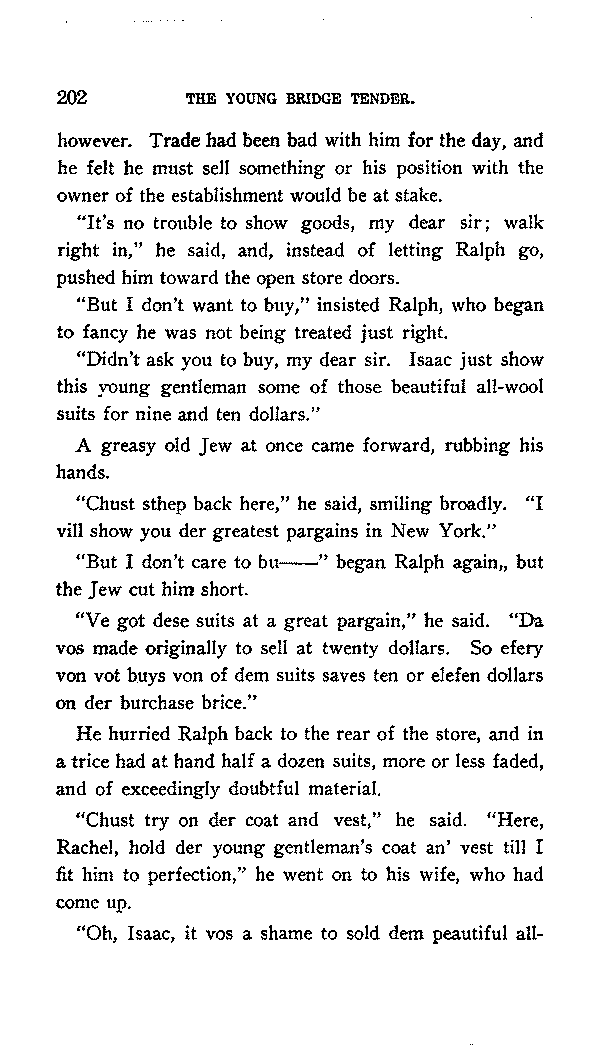 202 THE YOUNG BRIDGE TENDER.
however. Trade had been bad with him for the day, and
he felt he must sell something or his position with the
owner of the establishment would be at stake.
"It's no trouble to show goods, my dear sir; walk
right in," he said, and, instead of letting Ralph go,
pushed him toward the open store doors.
"But I don't want to buy," insisted Ralph, who began
to fancy he was not being treated just right.
"Didn't ask you to buy, my dear sir. Isaac just show
this young gentleman some of those beautiful all-wool
suits for nine and ten dollars."
A greasy old Jew at once came forward, rubbing his
hands.
"Chust sthep back here," he said, smiling broadly. "I
vill show you der greatest pargains in New York."
"But I don't care to bu——" began Ralph again,, but
the Jew cut him short.
"Ve got dese suits at a great pargain," he said. "Da
vos made originally to sell at twenty dollars. So efery
von vot buys von of dem suits saves ten or elefen dollars
on der burchase brice."
He hurried Ralph back to the rear of the store, and in
a trice had at hand half a dozen suits, more or less faded,
and of exceedingly doubtful material.
"Chust try on der coat and vest," he said. "Here,
Rachel, hold der young gentleman's coat an' vest till I
fit him to perfection," he went on to his wife, who had
come up.
"Oh, Isaac, it vos a shame to sold dem peautiful all-